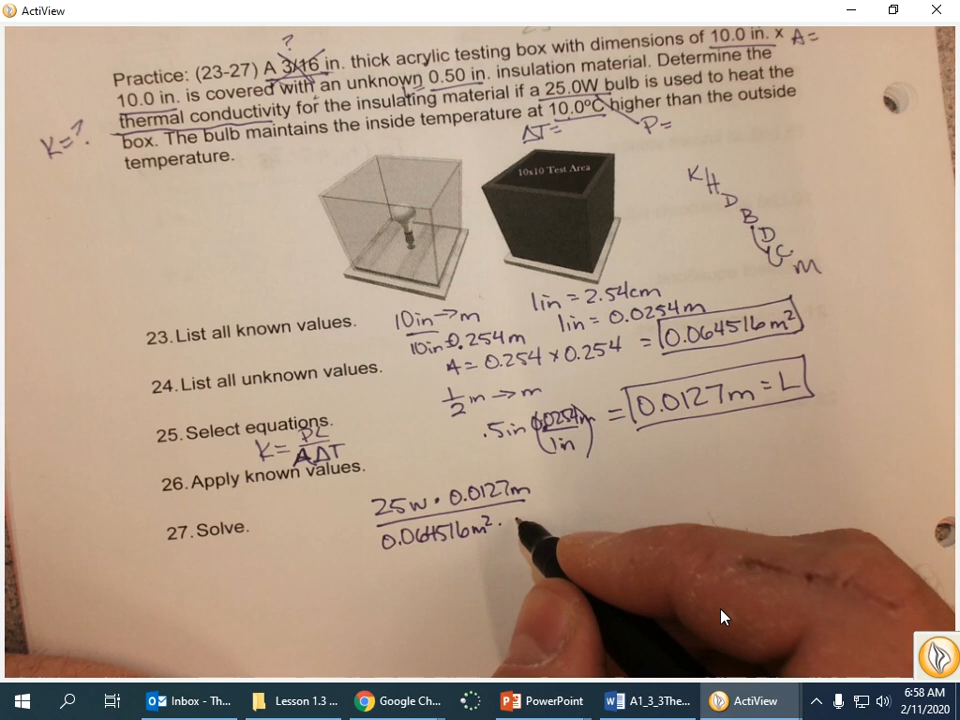 ActiView
?
Practice: (23-27) A 3/16 in. thick acrylic testing box with dimensions of 10.0 in. x A=
10.0 in. is covered with an unknown 0.50 in. insulation material. Determine the
L=
thermal conductivity for the insulating material if a 25.0W bulb is used to heat the
K=?
box. The bulb maintains the inside temperature at 10.0ºC higher than the outside
ΔT= P=
temperature.
10x10 Test Area
K H D B D C M
23. List all known values.
10in → m
10in = 0.254m
1in = 2.54cm
1in = 0.0254m
A = 0.254 × 0.254 = 0.064516m²
24. List all unknown values.
1/2 in → m
.5in (0.0254m/1in) = 0.0127m = L
25. Select equations.
K = PL/AΔT
26. Apply known values.
25W · 0.0127m
0.064516m² ·
27. Solve.
Inbox - Th...
Lesson 1.3 ...
Google Ch...
PowerPoint
A1_3_3The...
ActiView
6:58 AM
2/11/2020